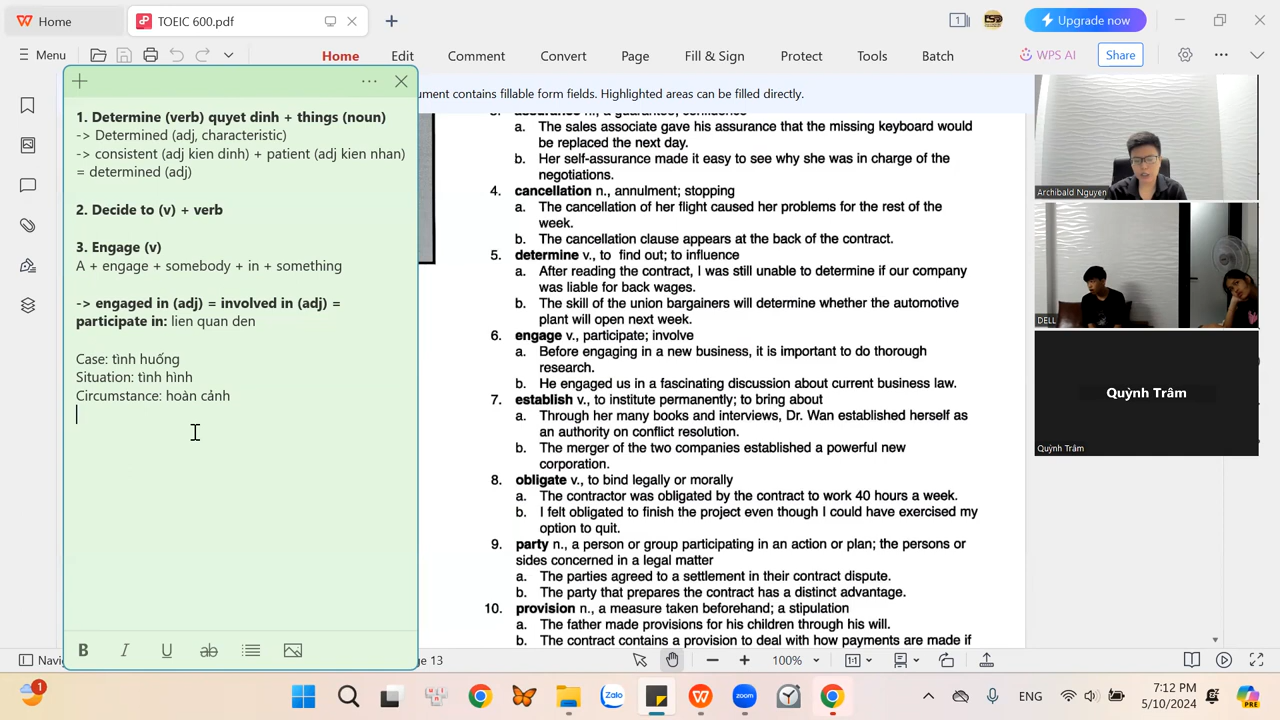 Home
TOEIC 600.pdf
1
Upgrade now
Menu
Home
Edit
Comment
Convert
Page
Fill & Sign
Protect
Tools
Batch
WPS AI
Share
ument contains fillable form fields. Highlighted areas can be filled directly.
1. Determine (verb) quyet dinh + things (noun)
-> Determined (adj, characteristic)
-> consistent (adj kien dinh) + patient (adj kien nhan)
= determined (adj)
2. Decide to (v) + verb
3. Engage (v)
A + engage + somebody + in + something
-> engaged in (adj) = involved in (adj) =
participate in: lien quan den
Case: tình huống
Situation: tình hình
Circumstance: hoàn cảnh
a. The sales associate gave his assurance that the missing keyboard would
be replaced the next day.
b. Her self-assurance made it easy to see why she was in charge of the
negotiations.
4. cancellation n., annulment; stopping
a. The cancellation of her flight caused her problems for the rest of the
week.
b. The cancellation clause appears at the back of the contract.
5. determine v., to find out; to influence
a. After reading the contract, I was still unable to determine if our company
was liable for back wages.
b. The skill of the union bargainers will determine whether the automotive
plant will open next week.
6. engage v., participate; involve
a. Before engaging in a new business, it is important to do thorough
research.
b. He engaged us in a fascinating discussion about current business law.
7. establish v., to institute permanently; to bring about
a. Through her many books and interviews, Dr. Wan established herself as
an authority on conflict resolution.
b. The merger of the two companies established a powerful new
corporation.
8. obligate v., to bind legally or morally
a. The contractor was obligated by the contract to work 40 hours a week.
b. I felt obligated to finish the project even though I could have exercised my
option to quit.
9. party n., a person or group participating in an action or plan; the persons or
sides concerned in a legal matter
a. The parties agreed to a settlement in their contract dispute.
b. The party that prepares the contract has a distinct advantage.
10. provision n., a measure taken beforehand; a stipulation
a. The father made provisions for his children through his will.
b. The contract contains a provision to deal with how payments are made if
Archibald Nguyen
DELL
Quỳnh Trâm
Quỳnh Trâm
B I U ab
Navi
13
100%
1:1
1
Zalo
zoom
ENG
7:12 PM
5/10/2024
PRE